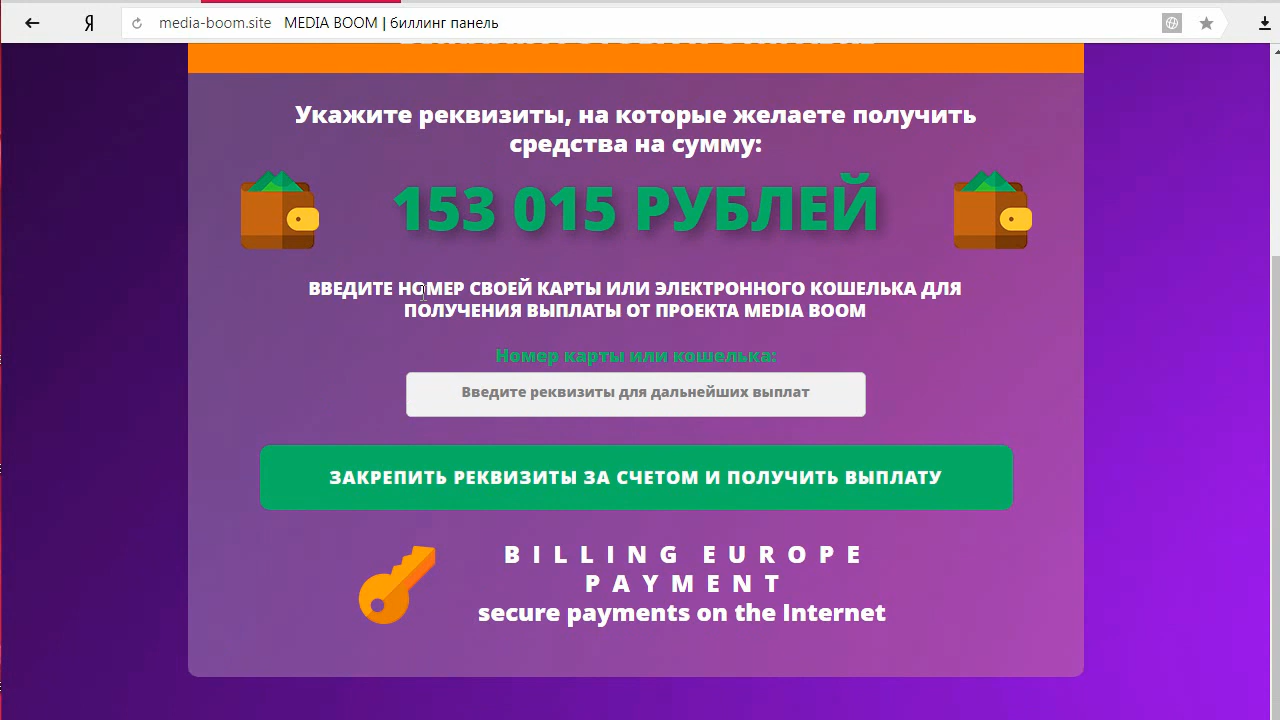 media-boom.site MEDIA BOOM | биллинг панель
Укажите реквизиты, на которые желаете получить
средства на сумму:
153 015 РУБЛЕЙ
ВВЕДИТЕ НОМЕР СВОЕЙ КАРТЫ ИЛИ ЭЛЕКТРОННОГО КОШЕЛЬКА ДЛЯ
ПОЛУЧЕНИЯ ВЫПЛАТЫ ОТ ПРОЕКТА MEDIA BOOM
Номер карты или кошелька:
Введите реквизиты для дальнейших выплат
ЗАКРЕПИТЬ РЕКВИЗИТЫ ЗА СЧЕТОМ И ПОЛУЧИТЬ ВЫПЛАТУ
BILLING EUROPE
PAYMENT
secure payments on the Internet